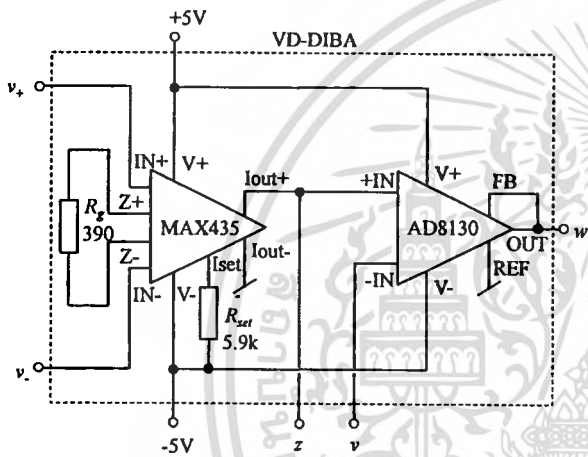 +5V
VD-DIBA
v+
IN+
V+
Z+
Rg
390
MAX435
Z-
IN-
V-
Iout+
Iout-
Iset
Rset
5.9k
+IN
V+
FB
AD8130
OUT
w
-IN
V-
REF
v-
-5V
z
v